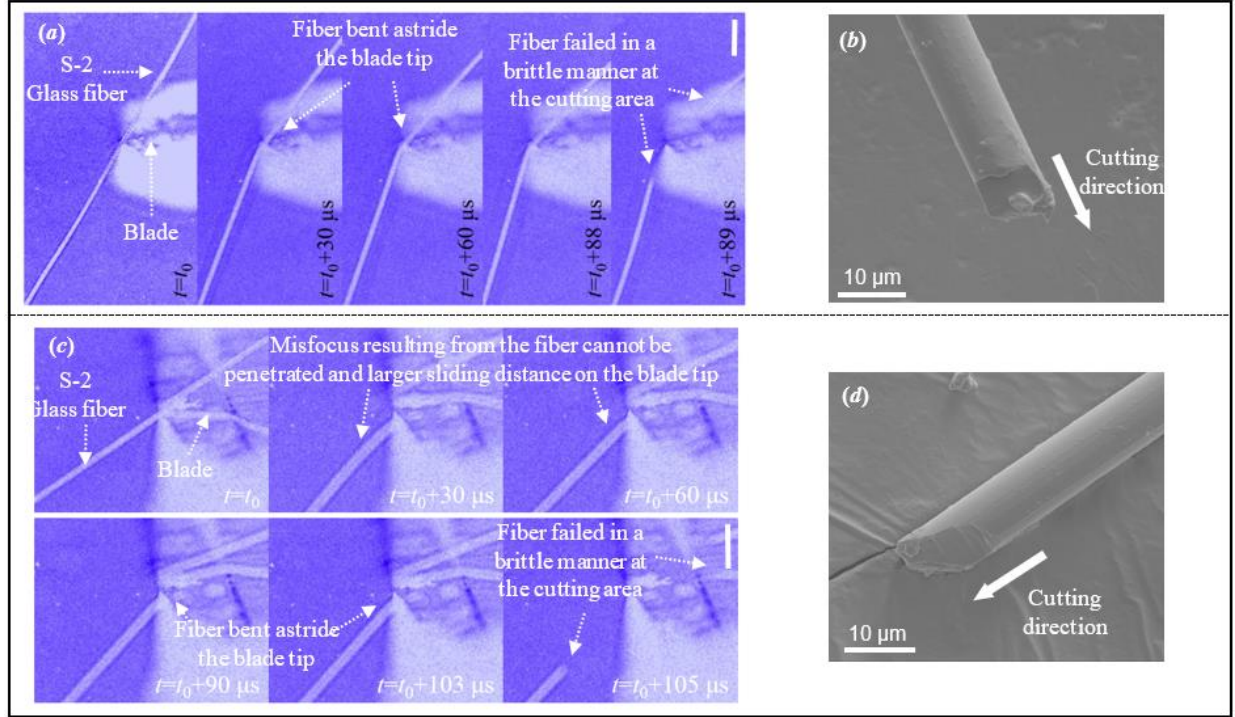 (a)
S-2
Glass fiber
Fiber bent astride
the blade tip
Fiber failed in a
brittle manner at
the cutting area
Blade
t=t0
t=t0+30 μs
t=t0+60 μs
t=t0+88 μs
t=t0+89 μs
(b)
Cutting
direction
10 μm
(c)
Misfocus resulting from the fiber cannot be
penetrated and larger sliding distance on the blade tip
S-2
Glass fiber
Blade
t=t0
t=t0+30 μs
t=t0+60 μs
Fiber failed in a
brittle manner at
the cutting area
Fiber bent astride
the blade tip
t=t0+90 μs
t=t0+103 μs
t=t0+105 μs
(d)
Cutting
direction
10 μm